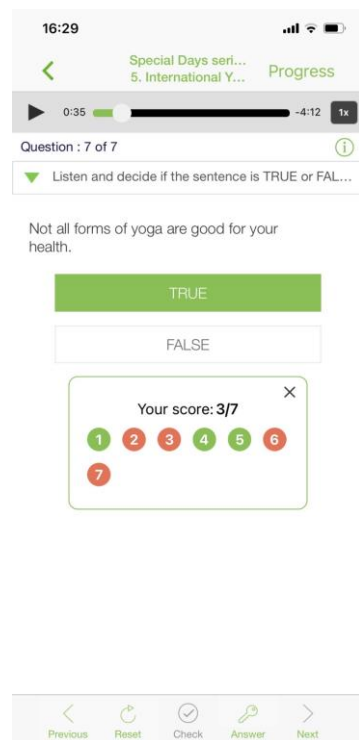 16:29
Special Days seri...
5. International Y...
Progress
0:35
-4:12
1x
Question : 7 of 7
i
Listen and decide if the sentence is TRUE or FAL...
Not all forms of yoga are good for your
health.
TRUE
FALSE
Your score: 3/7
1 2 3 4 5 6
7
Previous Reset Check Answer Next